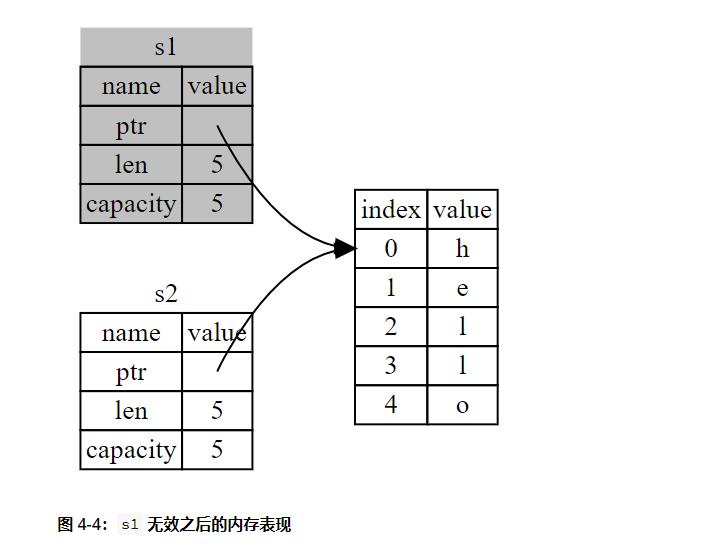 s1
name value
ptr
len 5
capacity 5
s2
name value
ptr
len 5
capacity 5
index value
0 h
1 e
2 l
3 l
4 o
图 4-4：s1 无效之后的内存表现